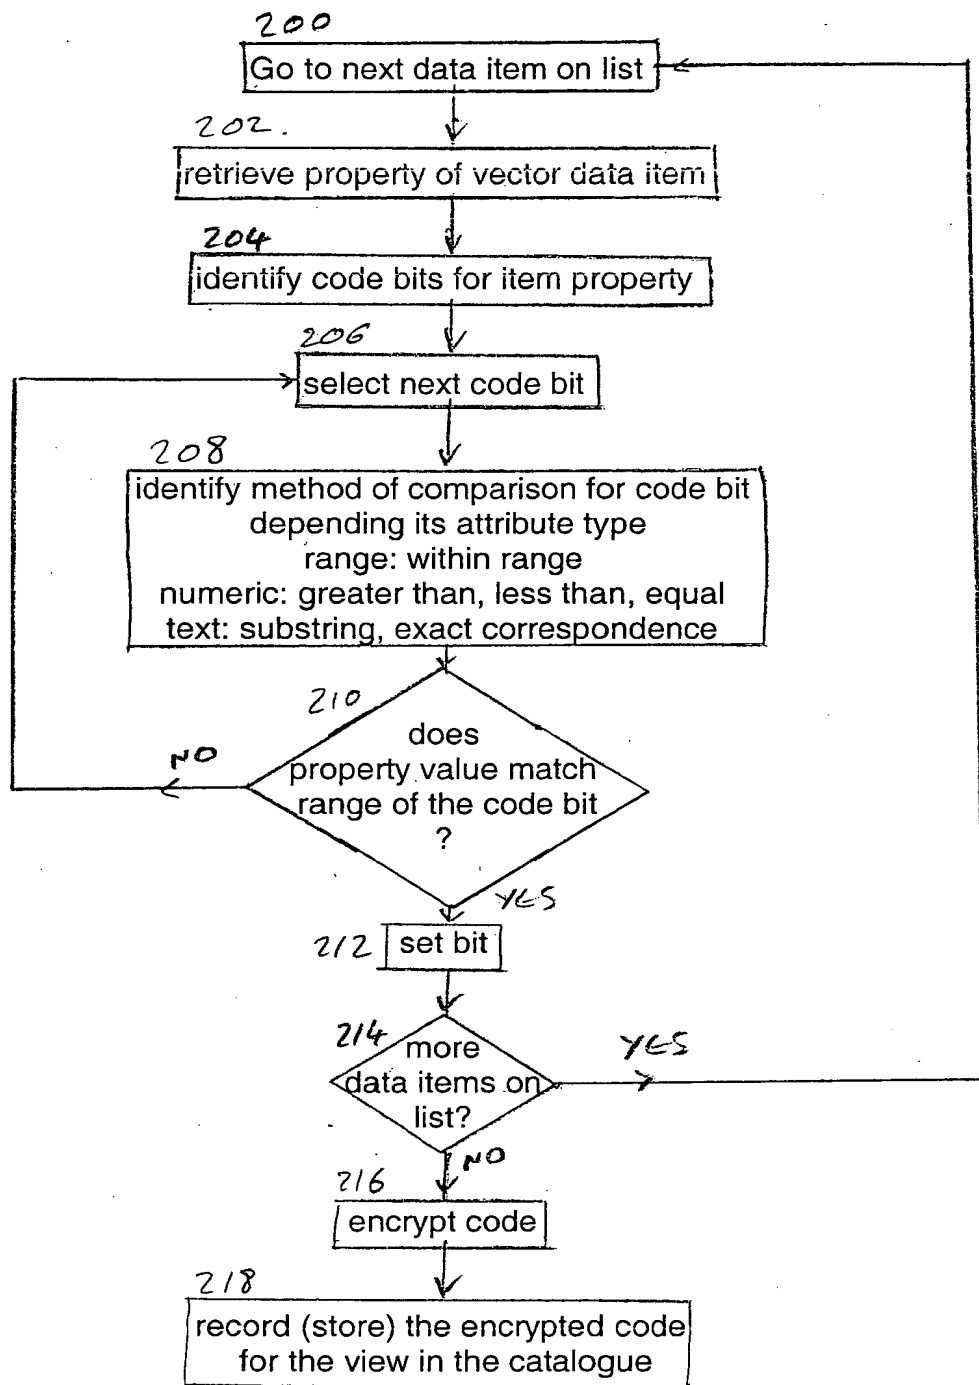 200
Go to next data item on list
202.
retrieve property of vector data item
204
identify code bits for item property
206
select next code bit
208
identify method of comparison for code bit
depending its attribute type
range: within range
numeric: greater than, less than, equal
text: substring, exact correspondence
210
does
property value match
range of the code bit
?
NO
YES
212
set bit
214
more
data items on
list?
YES
NO
216
encrypt code
218
record (store) the encrypted code
for the view in the catalogue